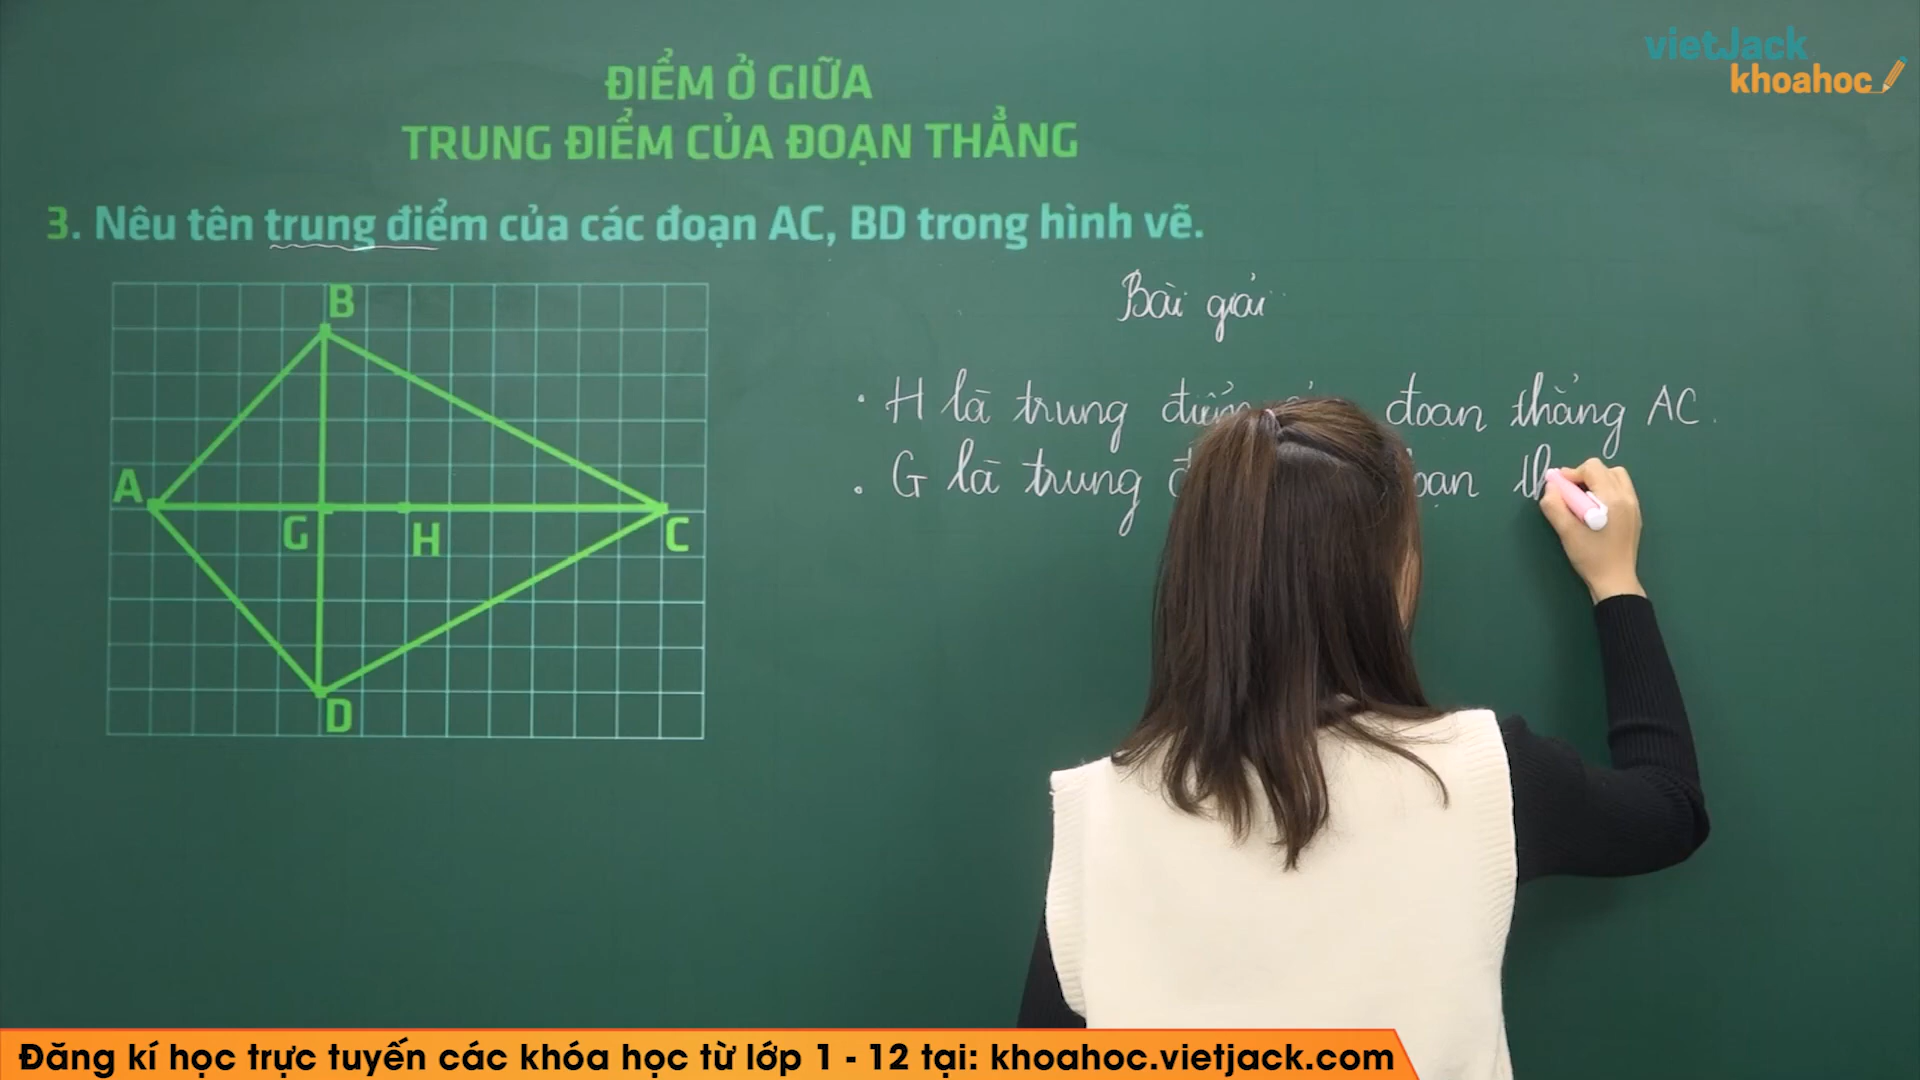 vietJack
khoahoc
ĐIỂM Ở GIỮA
TRUNG ĐIỂM CỦA ĐOẠN THẲNG
3. Nêu tên trung điểm của các đoạn AC, BD trong hình vẽ.
B
A
G
H
C
D
Bài giải
. H là trung điểm đoạn thẳng AC.
. G là trung
Đăng kí học trực tuyến các khóa học từ lớp 1 - 12 tại: khoahoc.vietjack.com